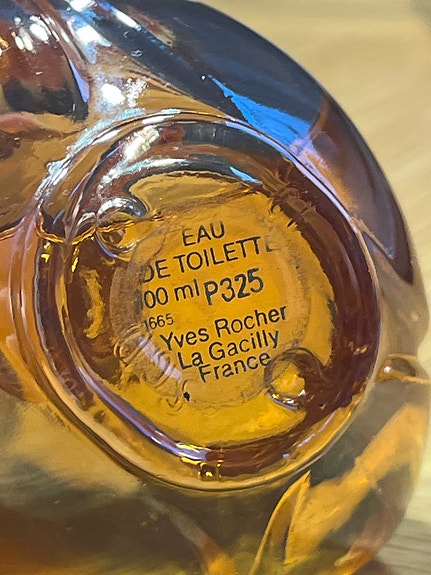 EAU
DE TOILETTE
100 ml P325
1665
Yves Rocher
La Gacilly
France